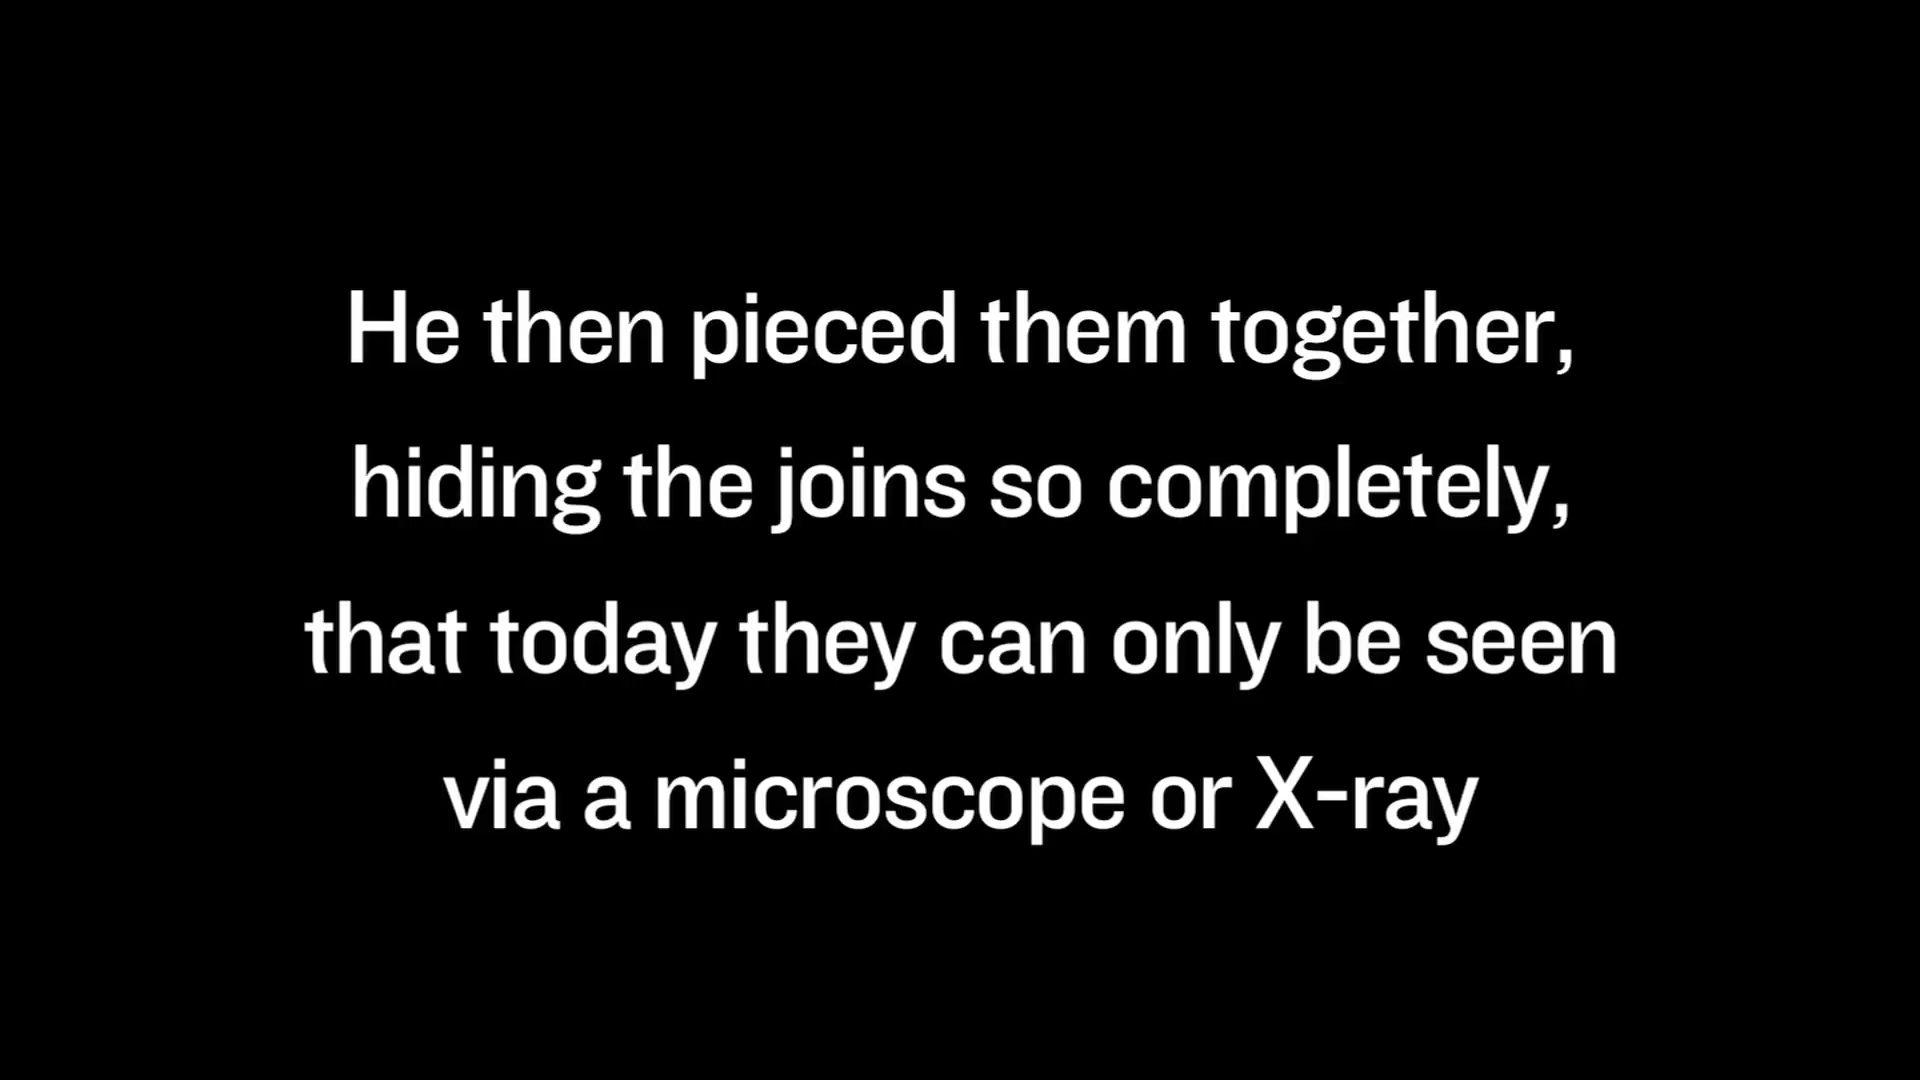 He then pieced them together,
hiding the joins so completely,
that today they can only be seen
via a microscope or X-ray